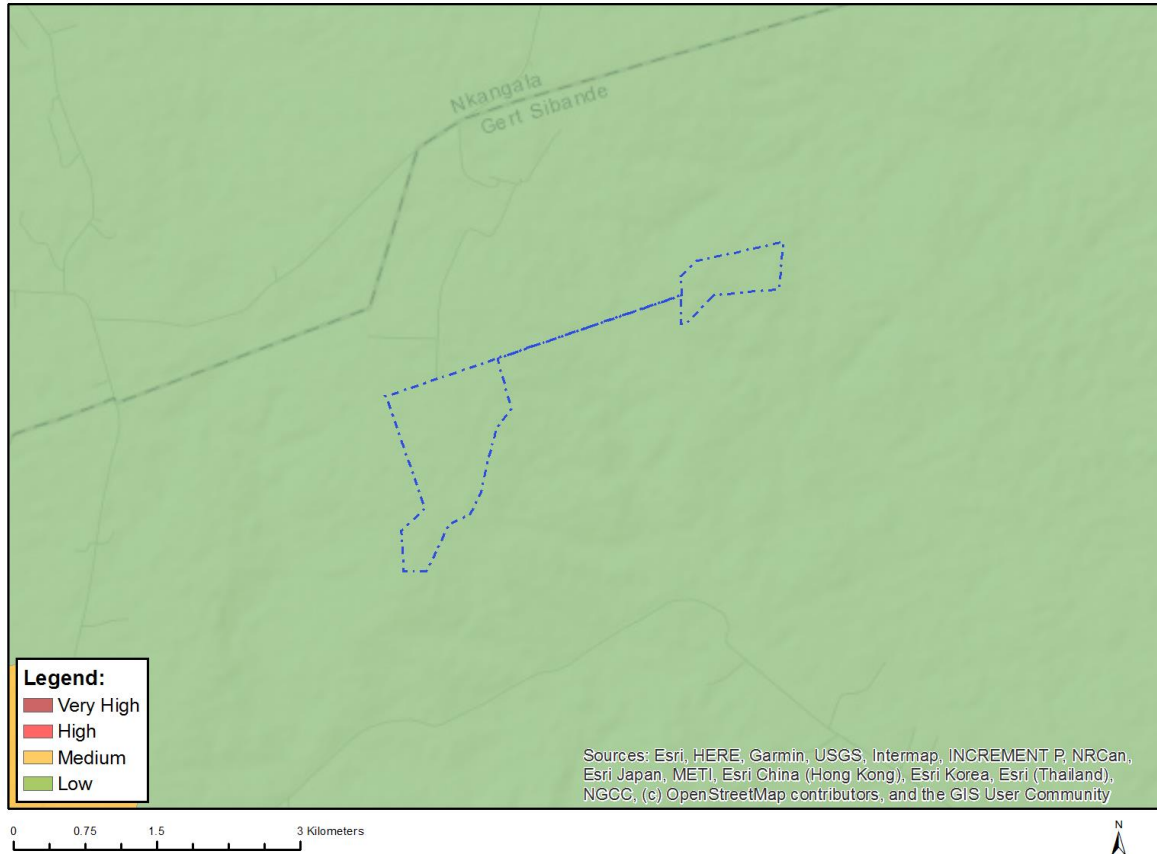 Nkangala
Gert Sibande
Legend:
Very High
High
Medium
Low
Sources: Esri, HERE, Garmin, USGS, Intermap, INCREMENT P, NRCan,
Esri Japan, METI, Esri China (Hong Kong), Esri Korea, Esri (Thailand),
NGCC, (c) OpenStreetMap contributors, and the GIS User Community
0 0.75 1.5 3 Kilometers
N